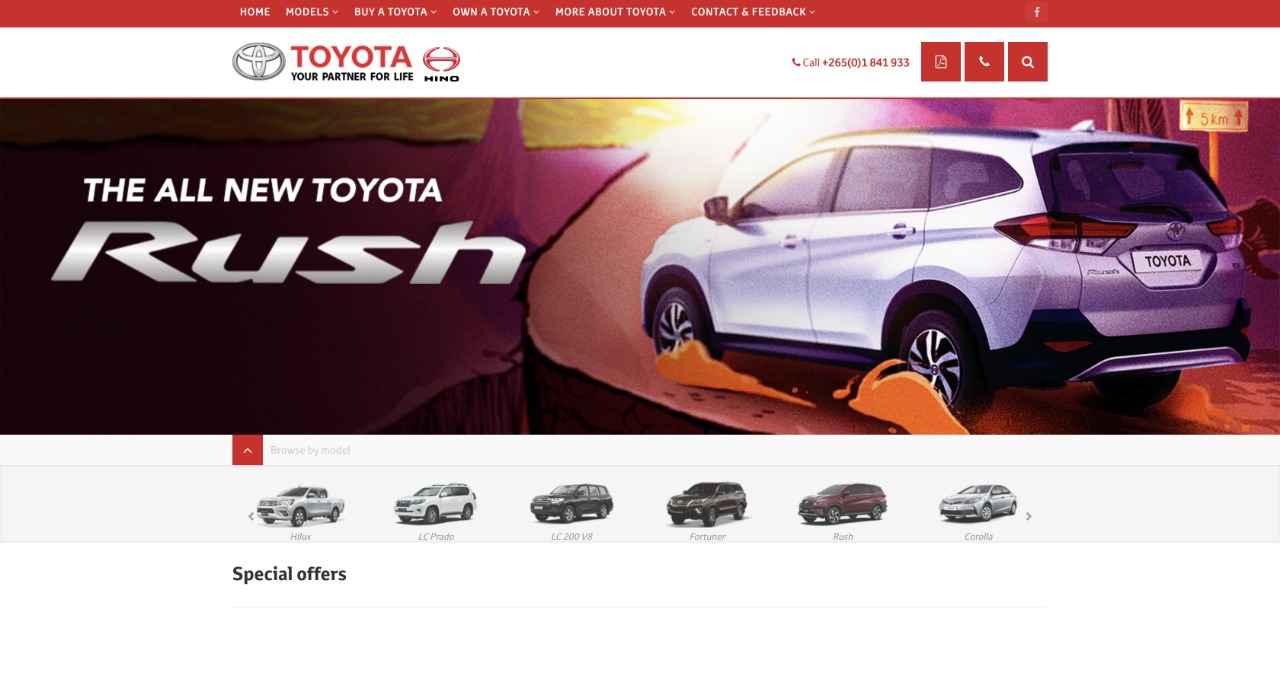 HOME MODELS BUY A TOYOTA OWN A TOYOTA MORE ABOUT TOYOTA CONTACT & FEEDBACK
TOYOTA
YOUR PARTNER FOR LIFE
HINO
Call +265(0)1 841 933
5 km
THE ALL NEW TOYOTA
Rush
TOYOTA
Rush
Browse by model
Hilux LC Prado LC 200 V8 Fortuner Rush Corolla
Special offers